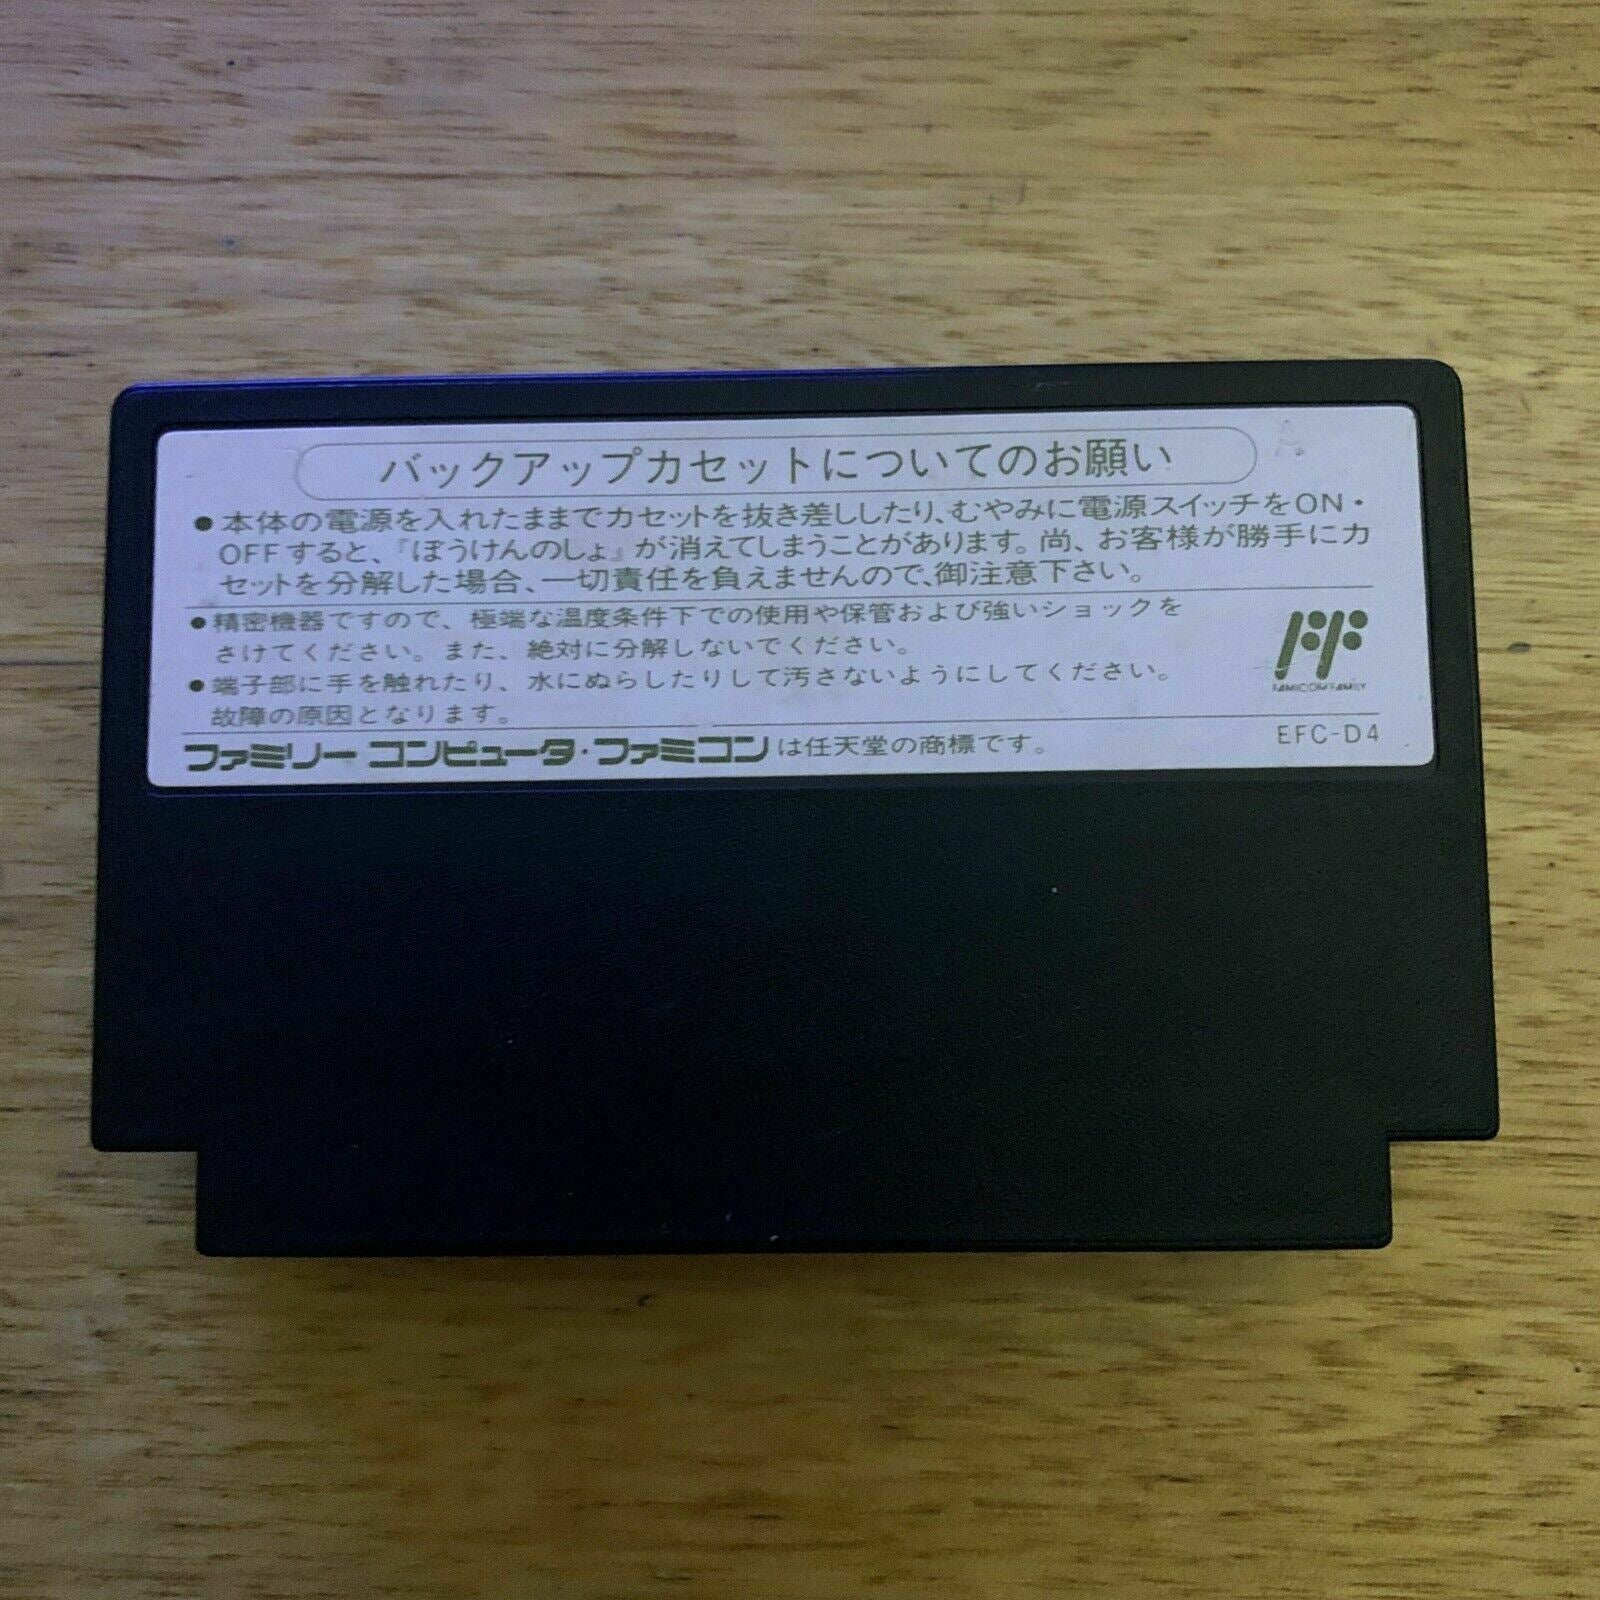 バックアップカセットについてのお願い
●本体の電源を入れたままでカセットを抜き差ししたり、むやみに電源スイッチをON・
OFFすると、『ぼうけんのしょ』が消えてしまうことがあります。尚、お客様が勝手にカ
セットを分解した場合、一切責任を負えませんので、御注意下さい。
●精密機器ですので、極端な温度条件下での使用や保管および強いショックを
さけてください。また、絶対に分解しないでください。
●端子部に手を触れたり、水にぬらしたりして汚さないようにしてください。
故障の原因となります。
FAMICOM FAMILY
ファミリーコンピュータ・ファミコンは任天堂の商標です。
EFC-D4